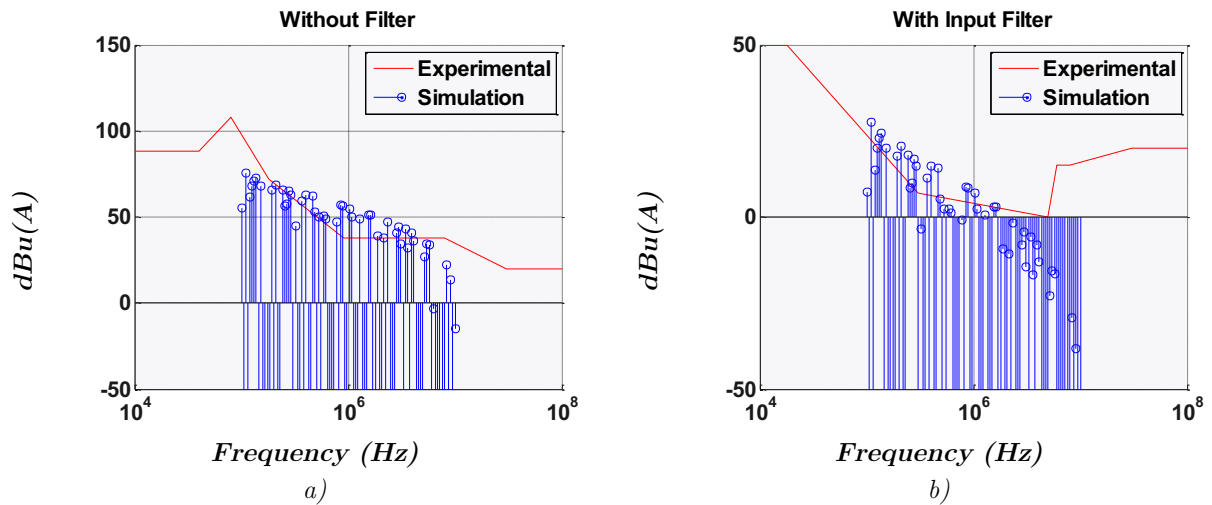 Without Filter
150
100
50
0
-50
10^4
10^6
10^8
dBu(A)
Frequency (Hz)
Experimental
Simulation
a)
With Input Filter
50
0
-50
10^4
10^6
10^8
dBu(A)
Frequency (Hz)
Experimental
Simulation
b)